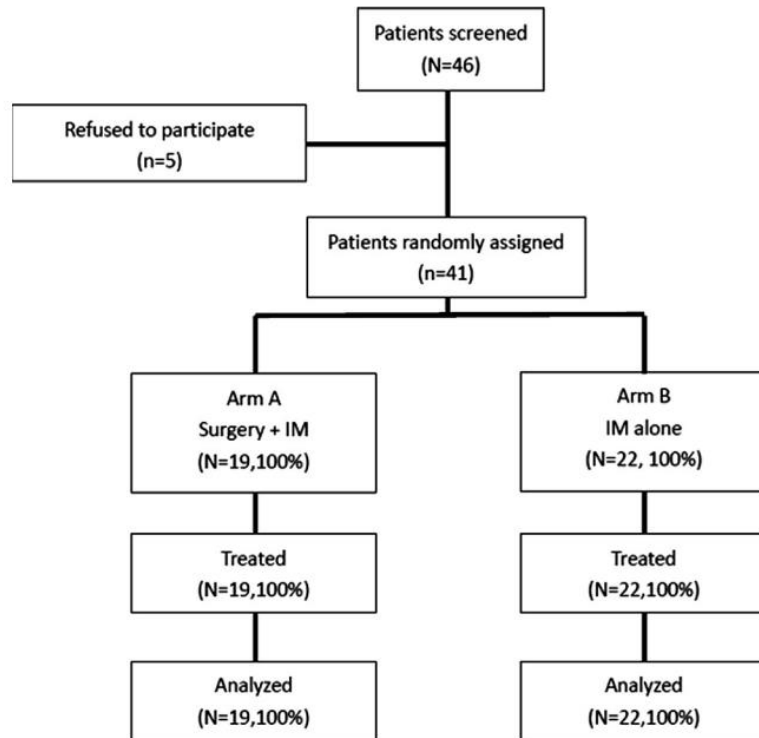 Patients screened
(N=46)
Refused to participate
(n=5)
Patients randomly assigned
(n=41)
Arm A
Surgery + IM
(N=19,100%)
Arm B
IM alone
(N=22, 100%)
Treated
(N=19,100%)
Treated
(N=22,100%)
Analyzed
(N=19,100%)
Analyzed
(N=22,100%)